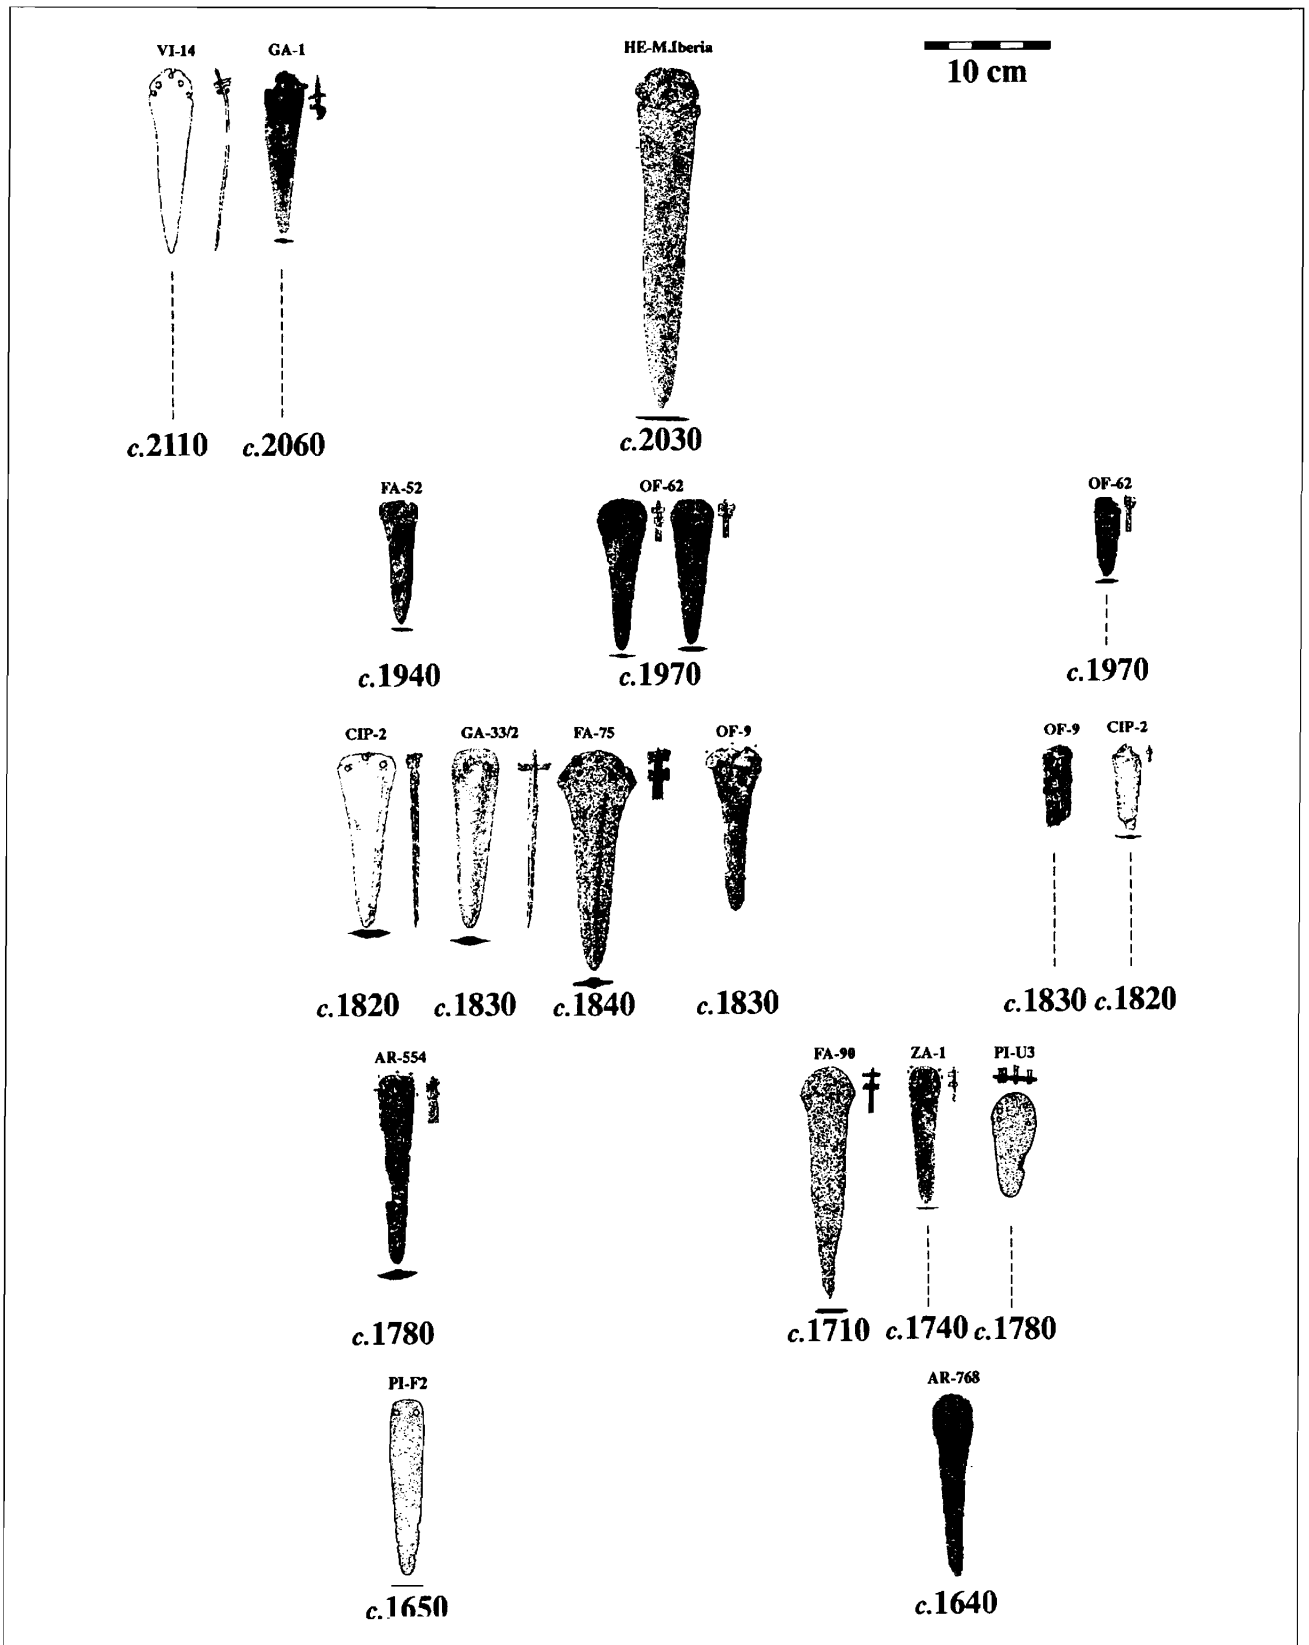 VI-14 GA-1 HE-M.Iberia
10 cm
c.2110 c.2060 c.2030
FA-52 OF-62 OF-62
c.1940 c.1970 c.1970
CIP-2 GA-33/2 FA-75 OF-9 OF-9 CIP-2
c.1820 c.1830 c.1840 c.1830 c.1830 c.1820
AR-554 FA-90 ZA-1 PI-U3
c.1780 c.1710 c.1740 c.1780
PI-F2 AR-768
c.1650 c.1640